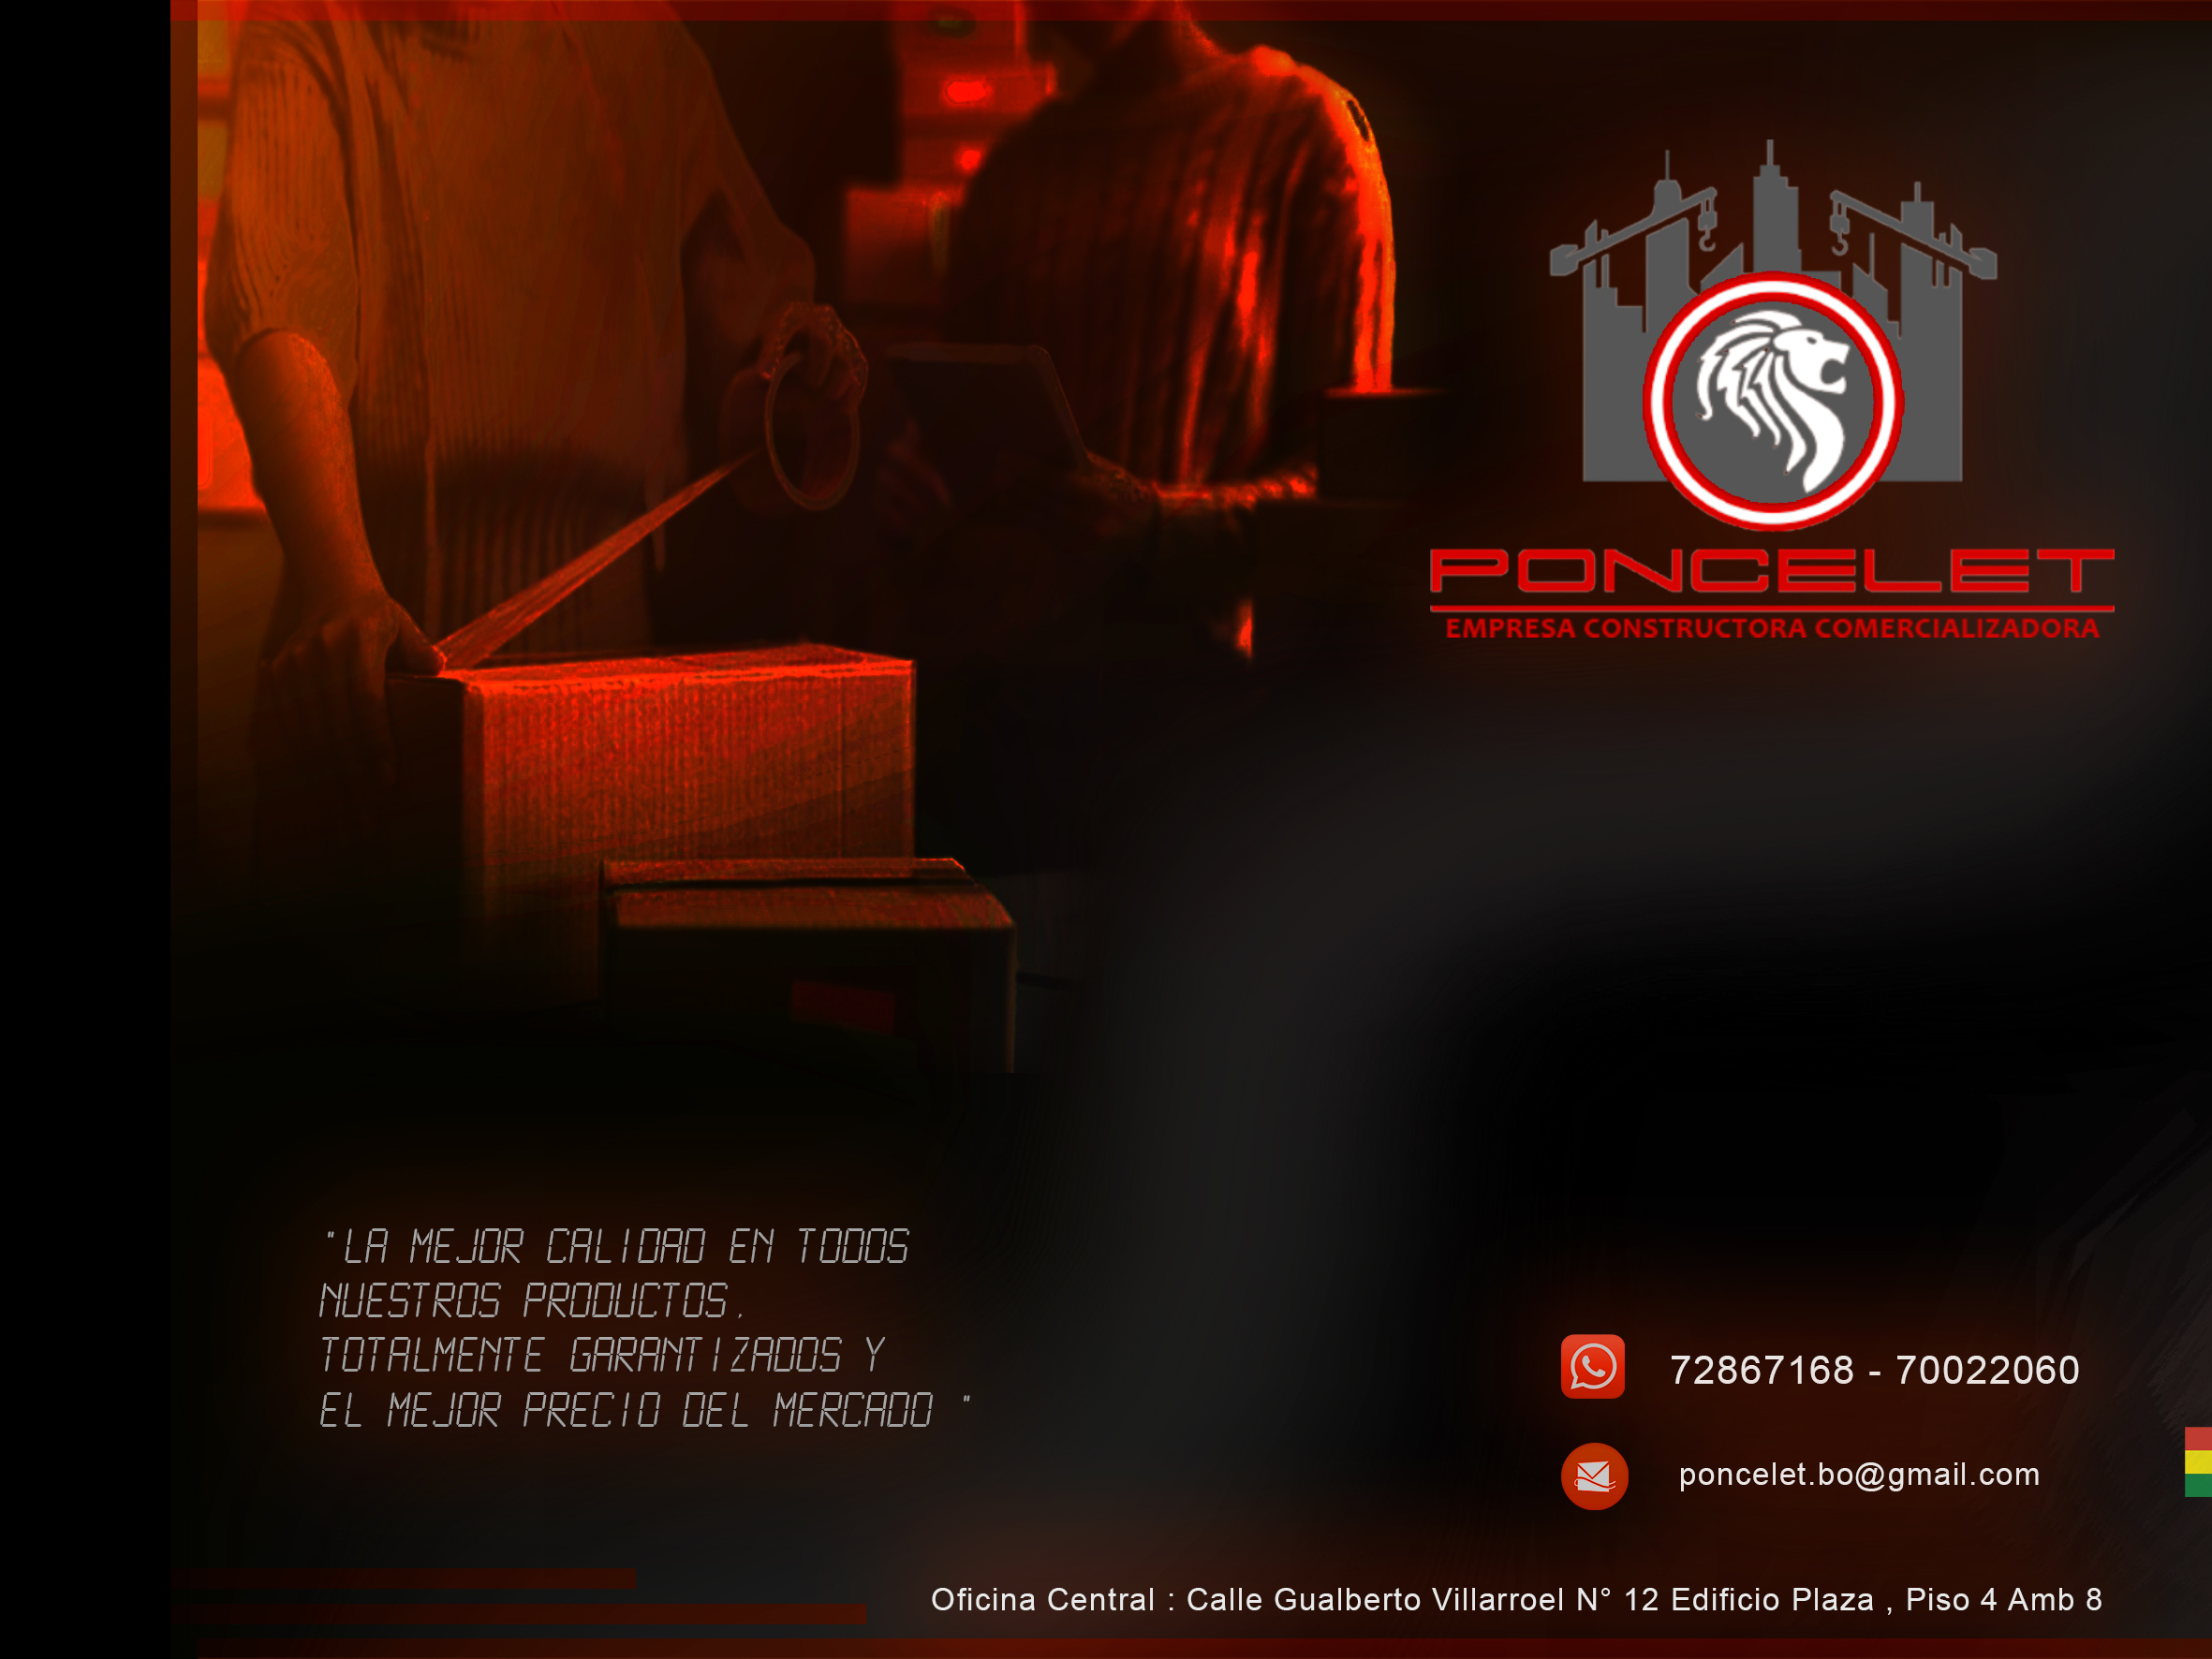 PONCELET
EMPRESA CONSTRUCTORA COMERCIALIZADORA
"LA MEJOR CALIDAD EN TODOS
NUESTROS PRODUCTOS,
TOTALMENTE GARANTIZADOS Y
EL MEJOR PRECIO DEL MERCADO "
72867168 - 70022060
poncelet.bo@gmail.com
Oficina Central : Calle Gualberto Villarroel N° 12 Edificio Plaza , Piso 4 Amb 8